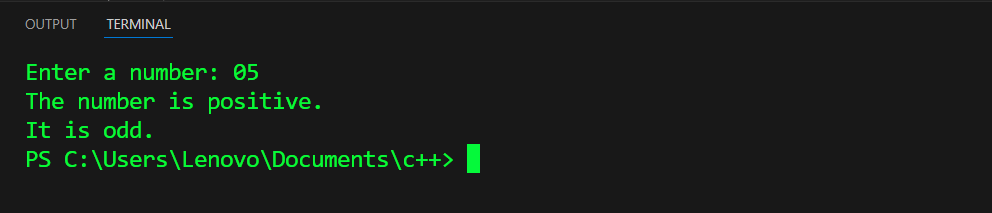 OUTPUT TERMINAL
Enter a number: 05
The number is positive.
It is odd.
PS C:\Users\Lenovo\Documents\c++>